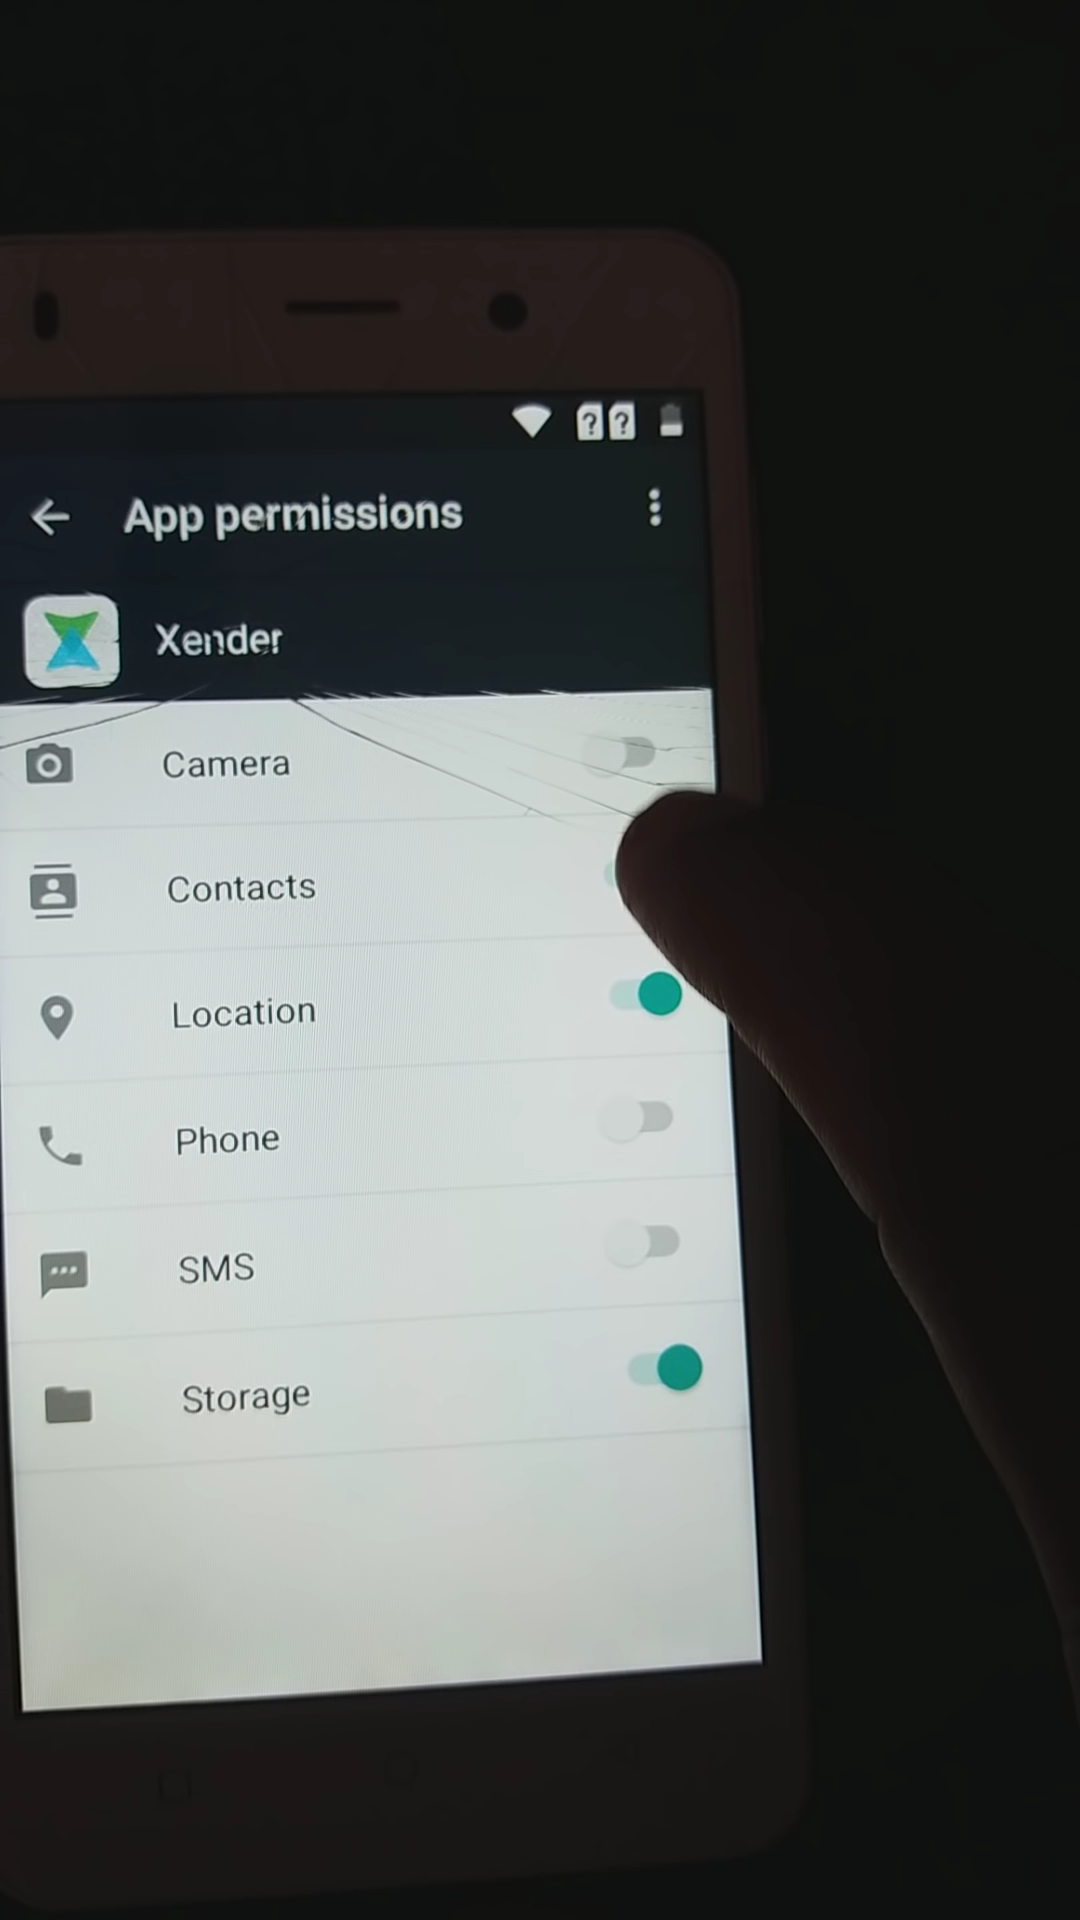 ? ?
App permissions
Xender
Camera
Contacts
Location
Phone
SMS
Storage